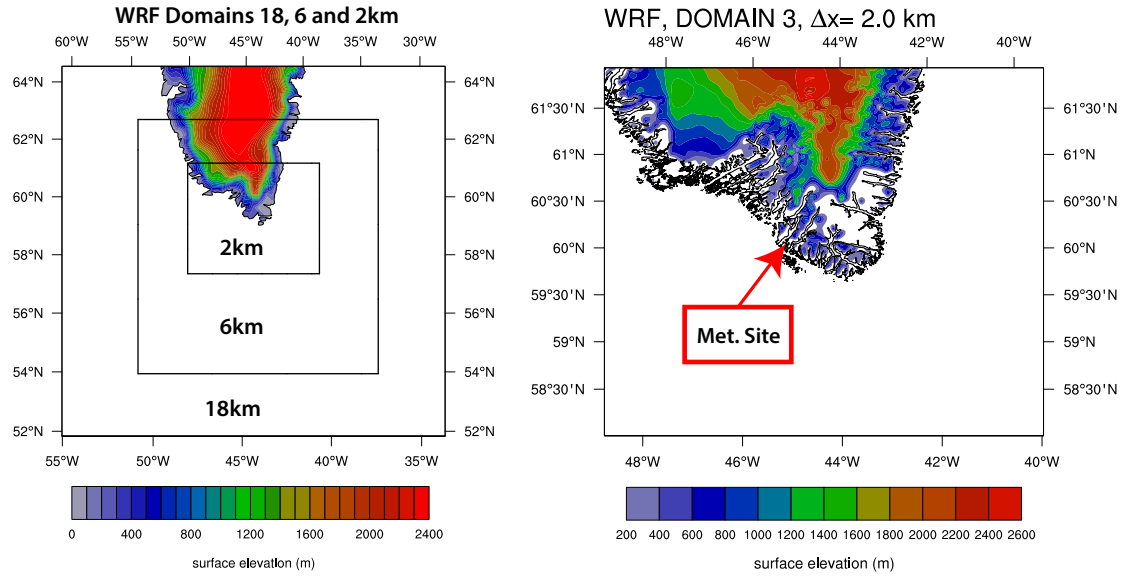 WRF Domains 18, 6 and 2km
60°W 50°W 45°W 40°W 30°W
64°N 64°N
62°N 62°N
60°N 60°N
58°N 58°N
56°N 56°N
54°N 54°N
52°N 52°N
2km
6km
18km
55°W 50°W 45°W 40°W 35°W
0 400 800 1200 1600 2000 2400
surface elevation (m)
WRF, DOMAIN 3, Δx= 2.0 km
48°W 46°W 44°W 42°W 40°W
61°30'N 61°30'N
61°N 61°N
60°30'N 60°30'N
60°N 60°N
59°30'N 59°30'N
59°N 59°N
58°30'N 58°30'N
Met. Site
48°W 46°W 44°W 42°W 40°W
200 400 600 800 1000 1200 1400 1600 1800 2000 2200 2400 2600
surface elevation (m)